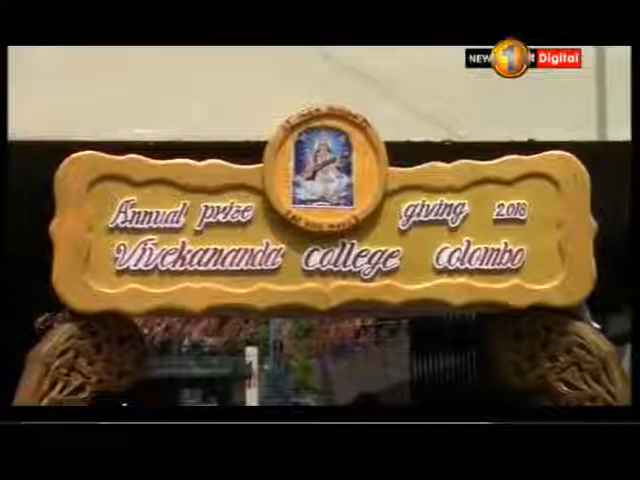 NEWS 1st Digital
Annual prize giving 2018
Vivekananda college colombo